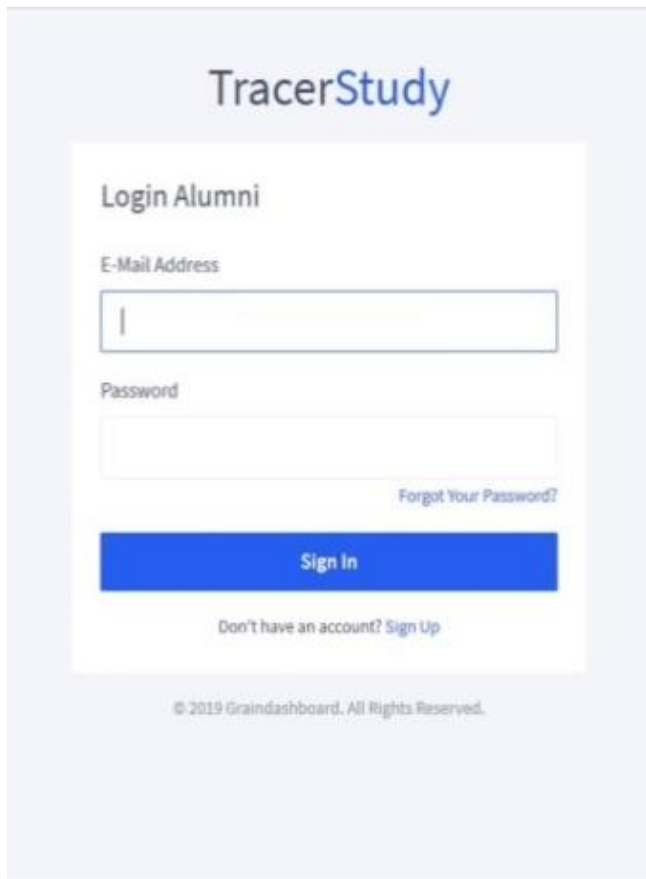 TracerStudy
Login Alumni
E-Mail Address
Password
Forgot Your Password?
Sign In
Don't have an account? Sign Up
© 2019 Graindashboard. All Rights Reserved.